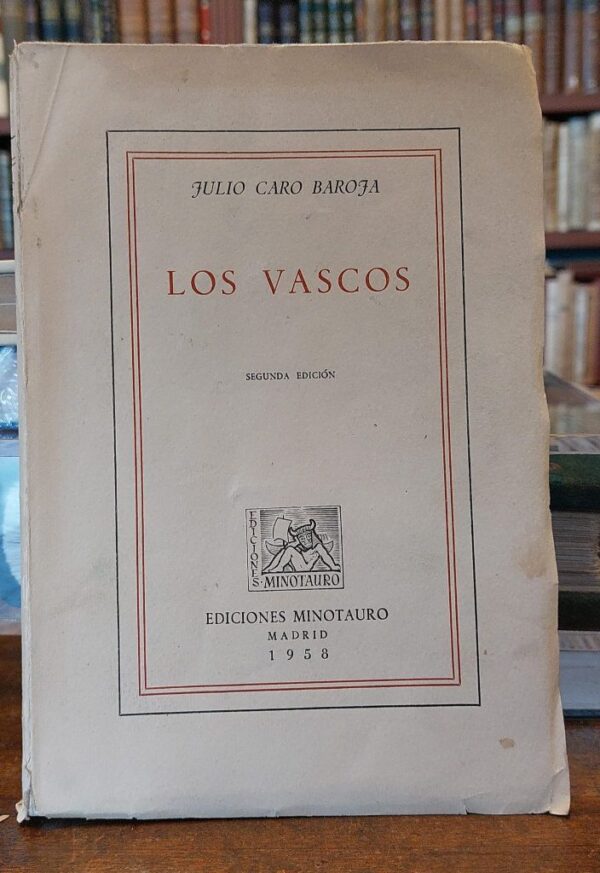 JULIO CARO BAROJA
LOS VASCOS
SEGUNDA EDICIÓN
EDICIONES
MINOTAURO
EDICIONES MINOTAURO
MADRID
1958